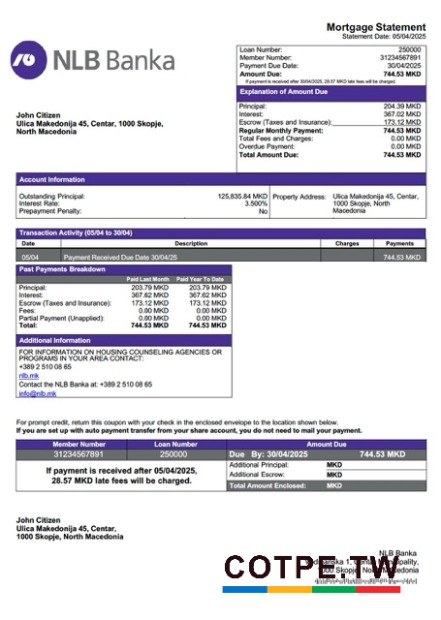 Mortgage Statement
Statement Date: 05/04/2025
NLB Banka
Loan Number: 250000
Member Number: 31234567891
Payment Due Date: 30/04/2025
Amount Due: 744.53 MKD
If payment is received after 30/04/2025, 28.57 MKD late fees will be charged.
Explanation of Amount Due
Principal: 204.39 MKD
Interest: 367.02 MKD
Escrow (Taxes and Insurance): 173.12 MKD
Regular Monthly Payment: 744.53 MKD
Total Fees and Charges: 0.00 MKD
Overdue Payment: 0.00 MKD
Total Amount Due: 744.53 MKD
John Citizen
Ulica Makedonija 45, Centar, 1000 Skopje,
North Macedonia
Account Information
Outstanding Principal: 125,835.84 MKD
Interest Rate: 3.500%
Prepayment Penalty: No
Property Address: Ulica Makedonija 45, Centar,
1000 Skopje, North
Macedonia
Transaction Activity (05/04 to 30/04)
Date Description Charges Payments
05/04 Payment Received Due Date 30/04/25 744.53 MKD
Past Payments Breakdown
Paid Last Month Paid Year To Date
Principal: 203.79 MKD 203.79 MKD
Interest: 367.62 MKD 367.62 MKD
Escrow (Taxes and Insurance): 173.12 MKD 173.12 MKD
Fees: 0.00 MKD 0.00 MKD
Partial Payment (Unapplied): 0.00 MKD 0.00 MKD
Total: 744.53 MKD 744.53 MKD
Additional Information
FOR INFORMATION ON HOUSING COUNSELING AGENCIES OR
PROGRAMS IN YOUR AREA CONTACT:
+389 2 510 08 65
nlb.mk
Contact the NLB Banka at: +389 2 510 08 65
info@nlb.mk
For prompt credit, return this coupon with your check in the enclosed envelope to the location shown below.
If you are set up with auto payment transfer from your share account, you do not need to mail your payment.
Member Number Loan Number Amount Due
31234567891 250000 Due By: 30/04/2025 744.53 MKD
If payment is received after 05/04/2025,
28.57 MKD late fees will be charged.
Additional Principal: MKD
Additional Escrow: MKD
Total Amount Enclosed: MKD
John Citizen
Ulica Makedonija 45, Centar,
1000 Skopje, North Macedonia
NLB Banka
COTPE.TW